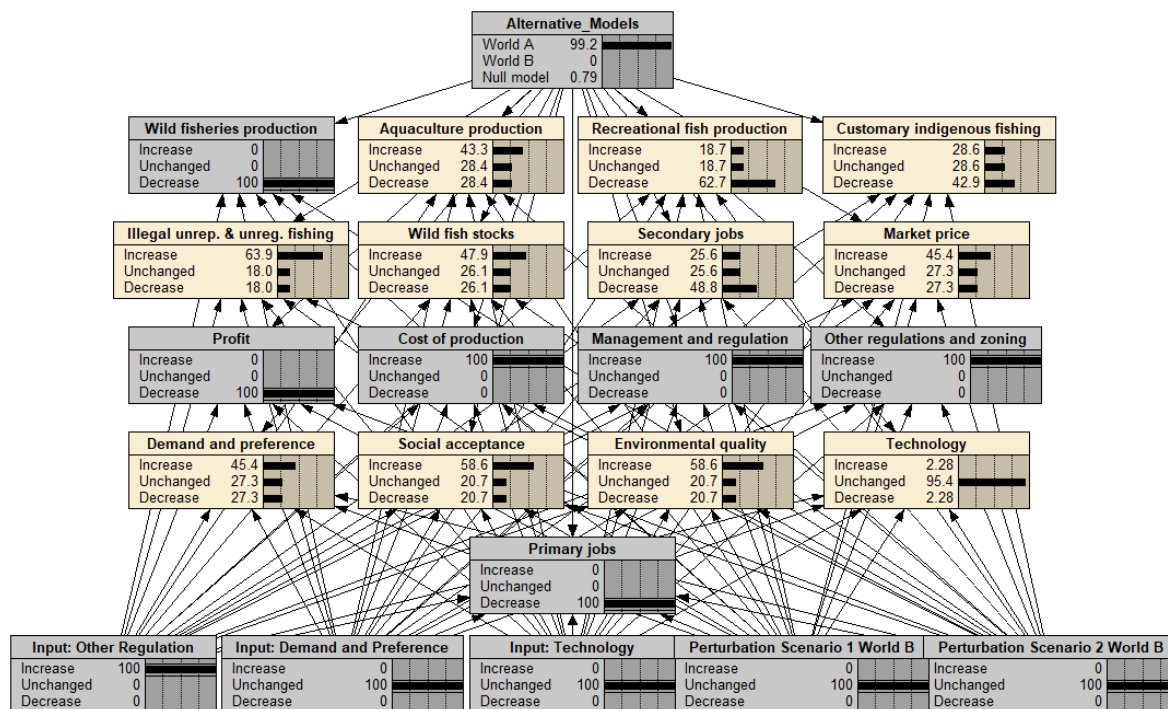 Alternative_Models
World A 99.2
World B 0
Null model 0.79
Wild fisheries production
Increase 0
Unchanged 0
Decrease 100
Aquaculture production
Increase 43.3
Unchanged 28.4
Decrease 28.4
Recreational fish production
Increase 18.7
Unchanged 18.7
Decrease 62.7
Customary indigenous fishing
Increase 28.6
Unchanged 28.6
Decrease 42.9
Illegal unrep. & unreg. fishing
Increase 63.9
Unchanged 18.0
Decrease 18.0
Wild fish stocks
Increase 47.9
Unchanged 26.1
Decrease 26.1
Secondary jobs
Increase 25.6
Unchanged 25.6
Decrease 48.8
Market price
Increase 45.4
Unchanged 27.3
Decrease 27.3
Profit
Increase 0
Unchanged 0
Decrease 100
Cost of production
Increase 100
Unchanged 0
Decrease 0
Management and regulation
Increase 100
Unchanged 0
Decrease 0
Other regulations and zoning
Increase 100
Unchanged 0
Decrease 0
Demand and preference
Increase 45.4
Unchanged 27.3
Decrease 27.3
Social acceptance
Increase 58.6
Unchanged 20.7
Decrease 20.7
Environmental quality
Increase 58.6
Unchanged 20.7
Decrease 20.7
Technology
Increase 2.28
Unchanged 95.4
Decrease 2.28
Primary jobs
Increase 0
Unchanged 0
Decrease 100
Input: Other Regulation
Increase 100
Unchanged 0
Decrease 0
Input: Demand and Preference
Increase 0
Unchanged 100
Decrease 0
Input: Technology
Increase 0
Unchanged 100
Decrease 0
Perturbation Scenario 1 World B
Increase 0
Unchanged 100
Decrease 0
Perturbation Scenario 2 World B
Increase 0
Unchanged 100
Decrease 0